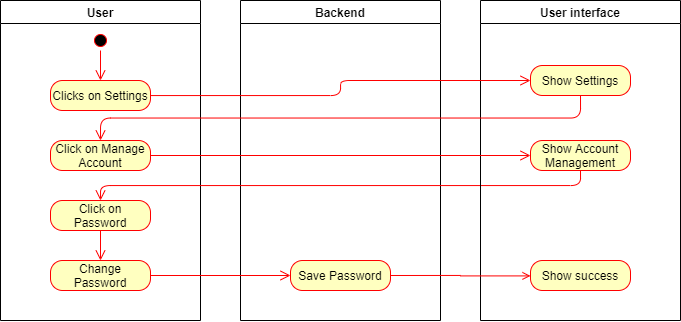 User
Backend
User interface
Clicks on Settings
Show Settings
Click on Manage
Account
Show Account
Management
Click on
Password
Change
Password
Save Password
Show success